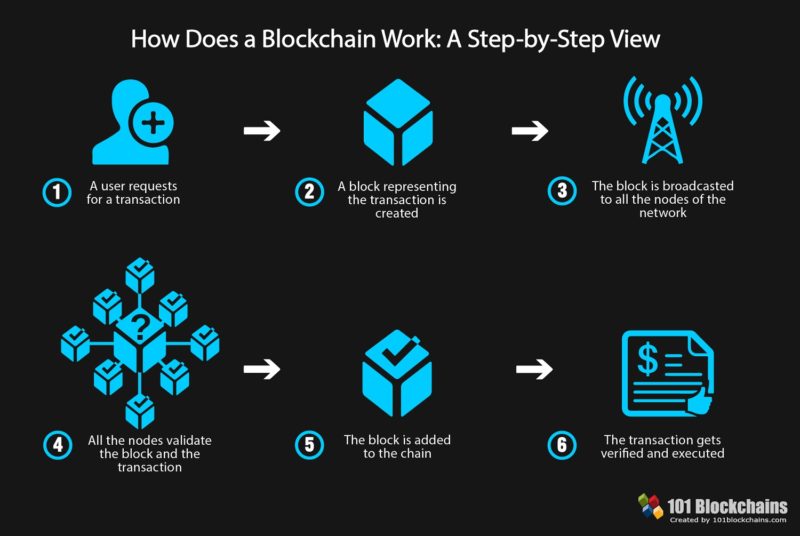 How Does a Blockchain Work: A Step-by-Step View
1
A user requests
for a transaction
2
A block representing
the transaction is
created
3
The block is broadcasted
to all the nodes of the
network
?
4
All the nodes validate
the block and the
transaction
5
The block is added
to the chain
$
6
The transaction gets
verified and executed
101 Blockchains
Created by 101blockchains.com